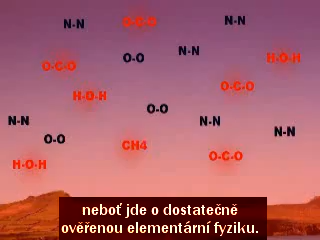 N-N O-C-O N-N
O-O N-N H-O-H
O-C-O O-C-O
H-O-H O-O
N-N N-N N-N
O-O CH4
H-O-H O-C-O
neboť jde o dostatečně
ověřenou elementární fyziku.